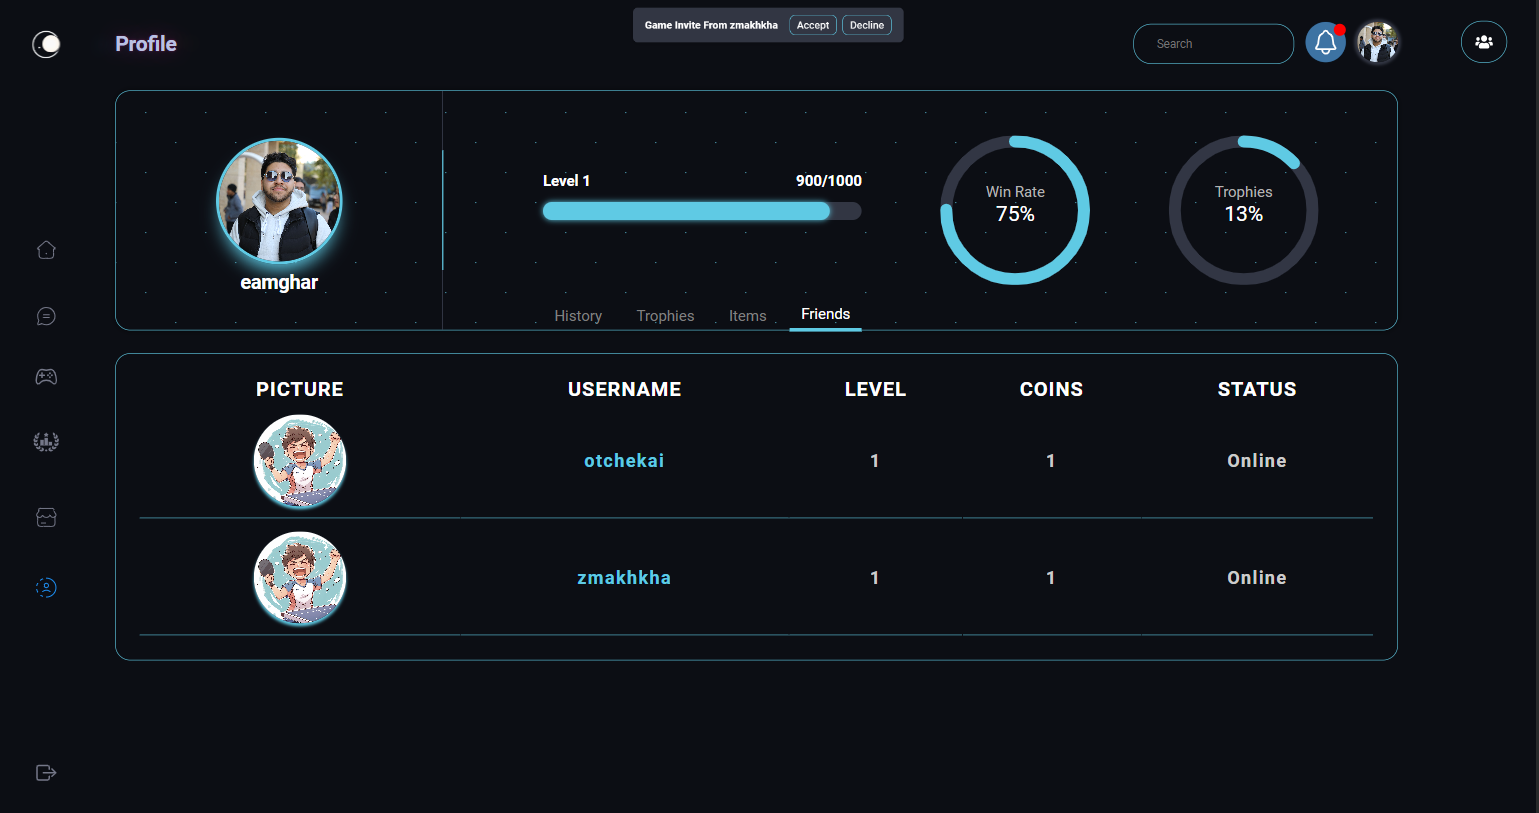 Game Invite From zmakhkha Accept Decline
Profile
Search
Level 1 900/1000
Win Rate
75%
Trophies
13%
eamghar
History Trophies Items Friends
PICTURE USERNAME LEVEL COINS STATUS
otchekai 1 1 Online
zmakhkha 1 1 Online